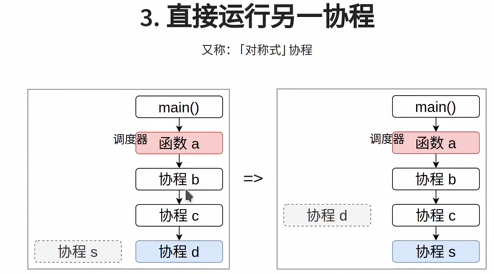 3. 直接运行另一协程
又称：「对称式」协程
main()
调度器
函数 a
协程 b
协程 c
协程 s
协程 d
=>
main()
调度器
函数 a
协程 b
协程 d
协程 c
协程 s